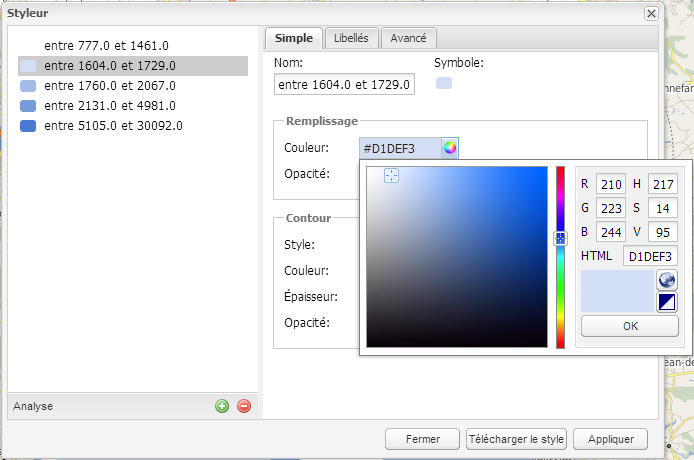 Styleur
entre 777.0 et 1461.0
entre 1604.0 et 1729.0
entre 1760.0 et 2067.0
entre 2131.0 et 4981.0
entre 5105.0 et 30092.0
Analyse
Simple
Libellés
Avancé
Nom:
Symbole:
entre 1604.0 et 1729.0
Remplissage
Couleur:
#D1DEF3
Opacité:
Contour
Style:
Couleur:
Épaisseur:
Opacité:
R 210 H 217
G 223 S 14
B 244 V 95
HTML D1DEF3
OK
Fermer
Télécharger le style
Appliquer